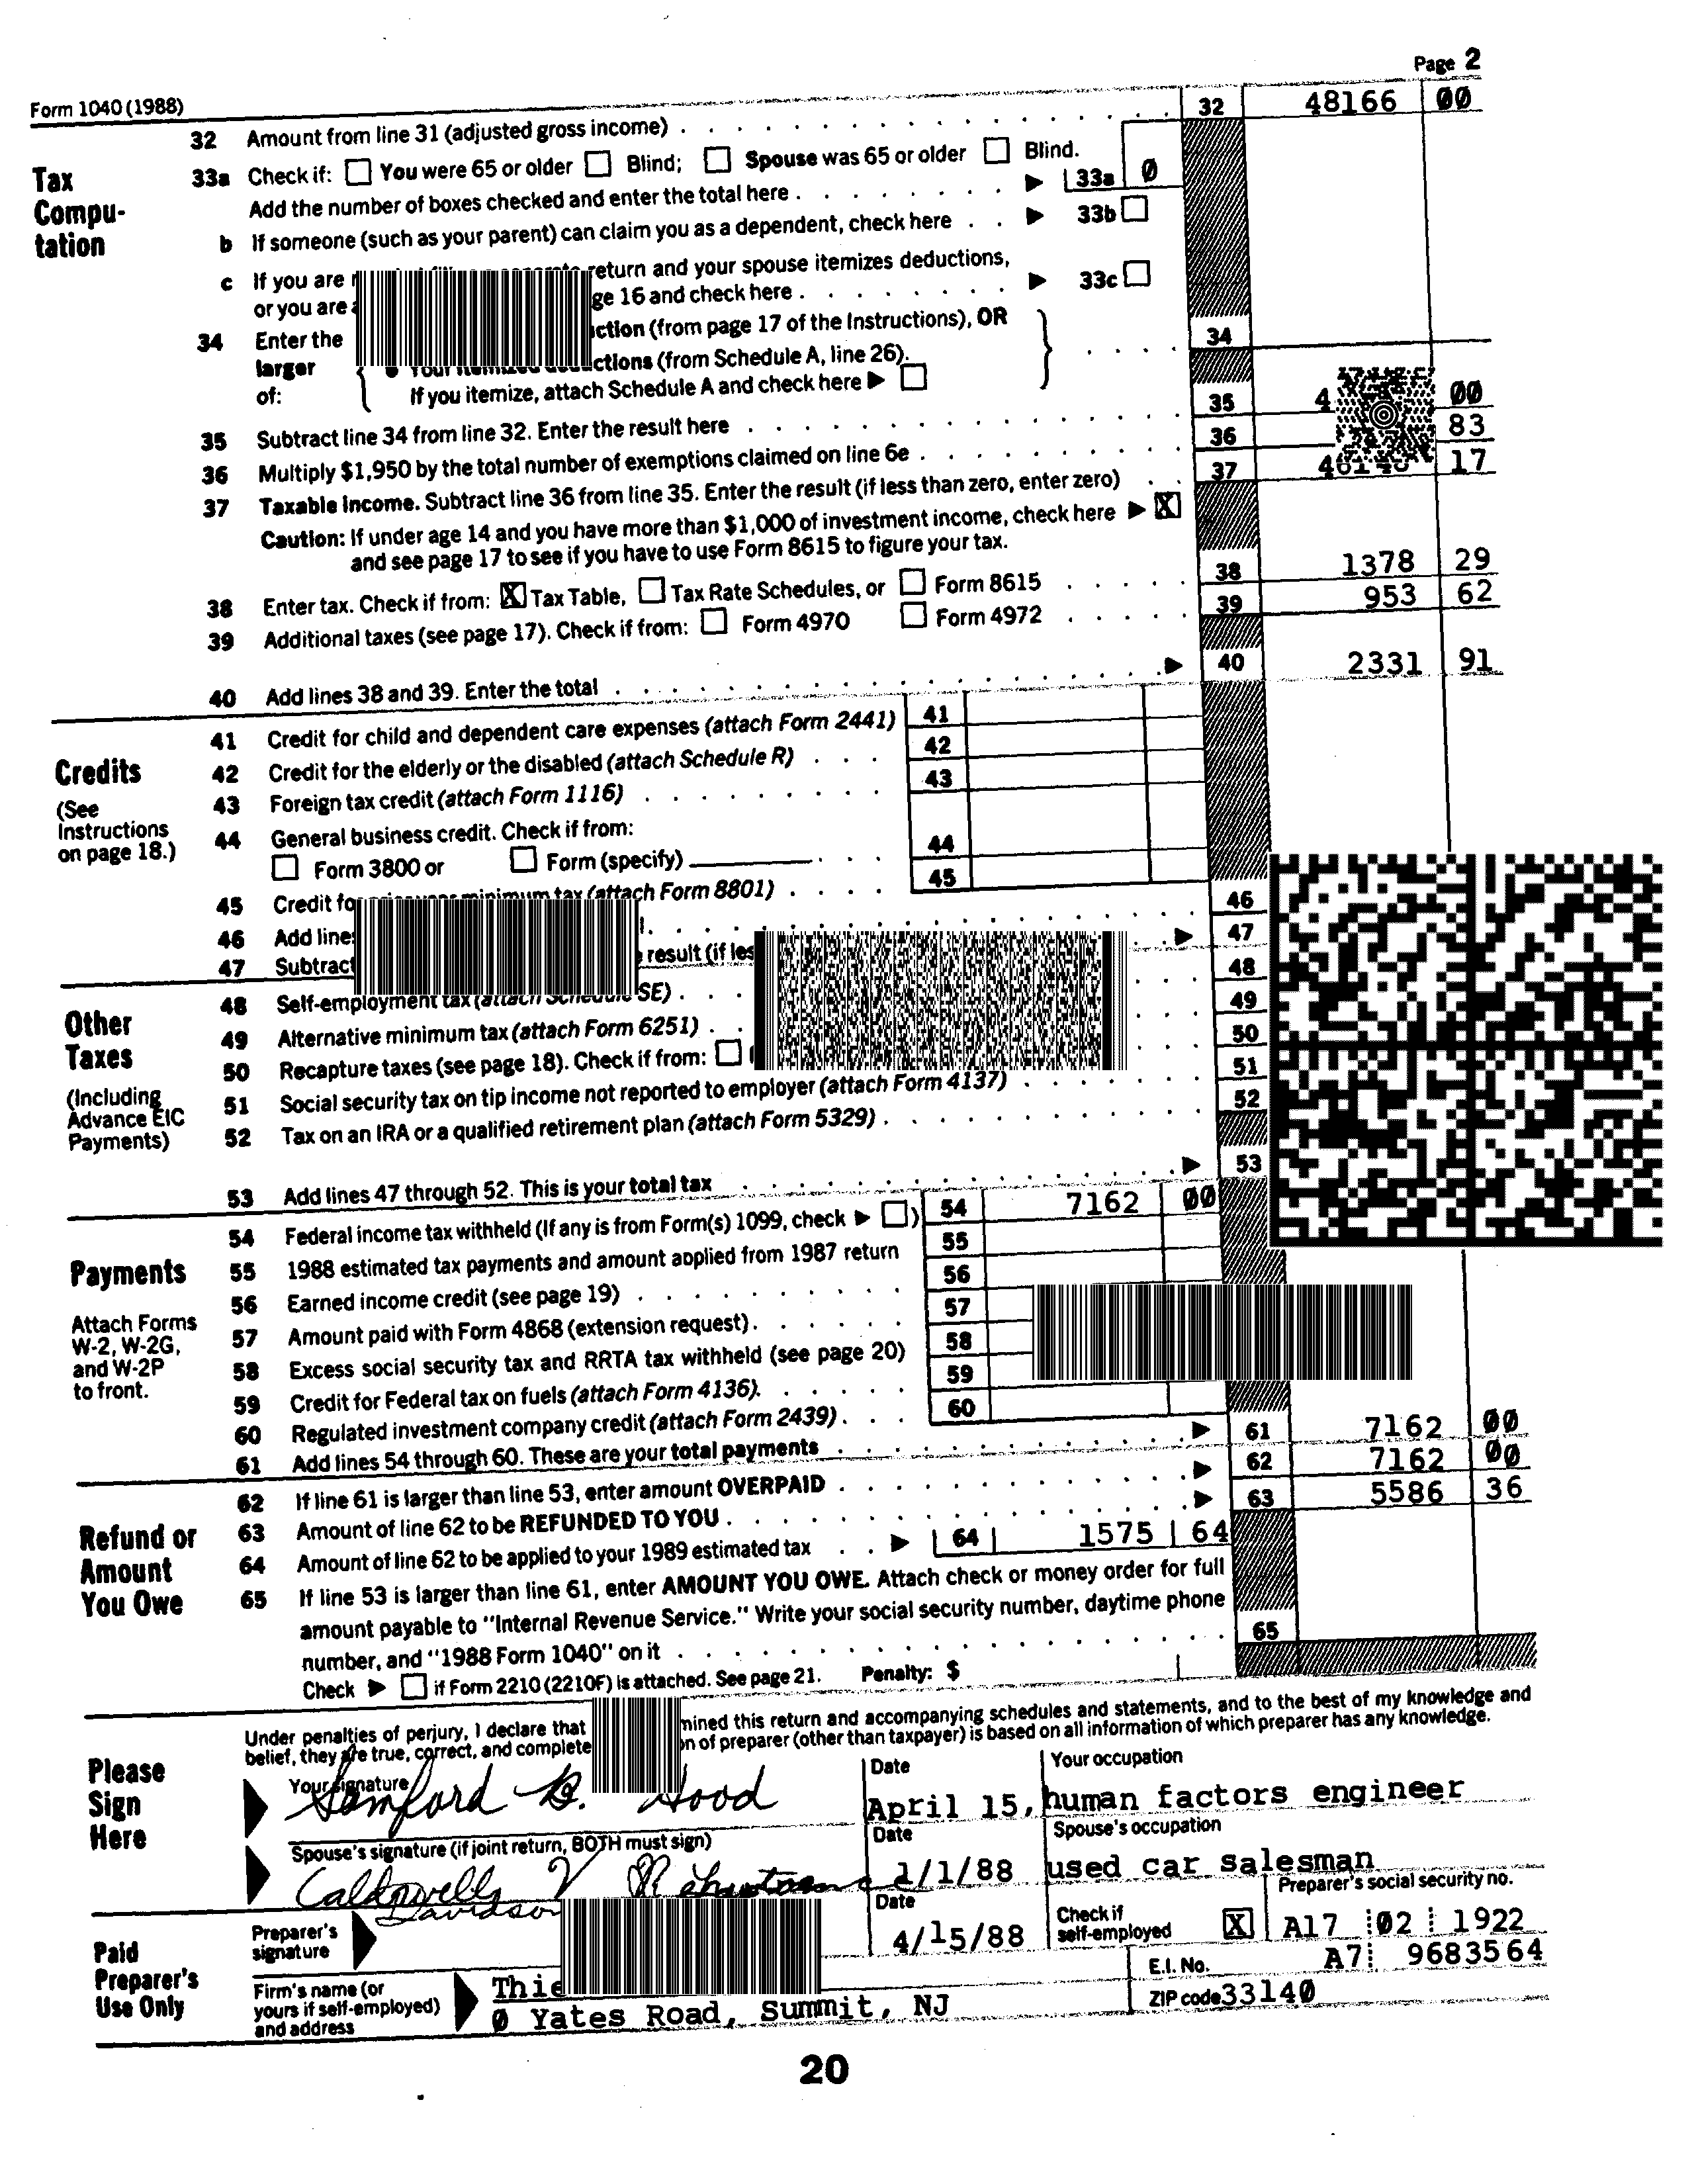 Page 2
Form 1040 (1988)
32 Amount from line 31 (adjusted gross income) . . . . 32 48166 00
Tax Compu- tation
33a Check if: You were 65 or older Blind; Spouse was 65 or older Blind.
Add the number of boxes checked and enter the total here . . . 33a 0
b If someone (such as your parent) can claim you as a dependent, check here . . 33b
c If you are return and your spouse itemizes deductions,
or you are ge 16 and check here . . . 33c
34 Enter the larger of: ction (from page 17 of the Instructions), OR
ctions (from Schedule A, line 26).
If you itemize, attach Schedule A and check here 34
35 Subtract line 34 from line 32. Enter the result here . . . 35 4 00
36 Multiply $1,950 by the total number of exemptions claimed on line 6e . . . 36 83
37 Taxable income. Subtract line 36 from line 35. Enter the result (if less than zero, enter zero) . . 37 17
Caution: If under age 14 and you have more than $1,000 of investment income, check here X
and see page 17 to see if you have to use Form 8615 to figure your tax.
38 Enter tax. Check if from: X Tax Table, Tax Rate Schedules, or Form 8615 . . . 38 1378 29
39 Additional taxes (see page 17). Check if from: Form 4970 Form 4972 . . . 39 953 62
40 Add lines 38 and 39. Enter the total . . . 40 2331 91
Credits
(See Instructions on page 18.)
41 Credit for child and dependent care expenses (attach Form 2441) 41
42 Credit for the elderly or the disabled (attach Schedule R) . . . 42
43 Foreign tax credit (attach Form 1116) . . . 43
44 General business credit. Check if from:
Form 3800 or Form (specify) . . . 44
45 Credit for minimum tax (attach Form 8801) . . . 45
46 Add lines . . . 46
47 Subtract result (if les 47
Other Taxes
(Including Advance EIC Payments)
48 Self-employment tax (attach Schedule SE) . . . 48
49 Alternative minimum tax (attach Form 6251) . . 49
50 Recapture taxes (see page 18). Check if from: 50
51 Social security tax on tip income not reported to employer (attach Form 4137) . . . 51
52 Tax on an IRA or a qualified retirement plan (attach Form 5329) . . . 52
53 Add lines 47 through 52. This is your total tax . . . 53
Payments
Attach Forms W-2, W-2G, and W-2P to front.
54 Federal income tax withheld (If any is from Form(s) 1099, check ) 54 7162 00
55 1988 estimated tax payments and amount applied from 1987 return 55
56 Earned income credit (see page 19) . . . 56
57 Amount paid with Form 4868 (extension request) . . . 57
58 Excess social security tax and RRTA tax withheld (see page 20) 58
59 Credit for Federal tax on fuels (attach Form 4136). . . . 59
60 Regulated investment company credit (attach Form 2439) . . . 60
61 Add lines 54 through 60. These are your total payments . . . 61 7162 00
Refund or Amount You Owe
62 If line 61 is larger than line 53, enter amount OVERPAID . . . 62 7162 00
63 Amount of line 62 to be REFUNDED TO YOU . . . 63 5586 36
64 Amount of line 62 to be applied to your 1989 estimated tax . . 64 1575 64
65 If line 53 is larger than line 61, enter AMOUNT YOU OWE. Attach check or money order for full
amount payable to "Internal Revenue Service." Write your social security number, daytime phone
number, and "1988 Form 1040" on it . . . 65
Check if Form 2210 (2210F) is attached. See page 21. Penalty: $
Please Sign Here
Under penalties of perjury, I declare that mined this return and accompanying schedules and statements, and to the best of my knowledge and
belief, they are true, correct, and complete on of preparer (other than taxpayer) is based on all information of which preparer has any knowledge.
Your signature Date Your occupation
Samford B. Hood April 15, human factors engineer
Spouse's signature (if joint return, BOTH must sign) Date Spouse's occupation
Caldwells V 1/1/88 used car salesman
Paid Preparer's Use Only
Preparer's signature Davidson Date 4/15/88 Check if self-employed X Preparer's social security no. A17 02 1922
Firm's name (or yours if self-employed) and address Thie E.I. No. A7 9683564
0 Yates Road, Summit, NJ ZIP code 33140
20